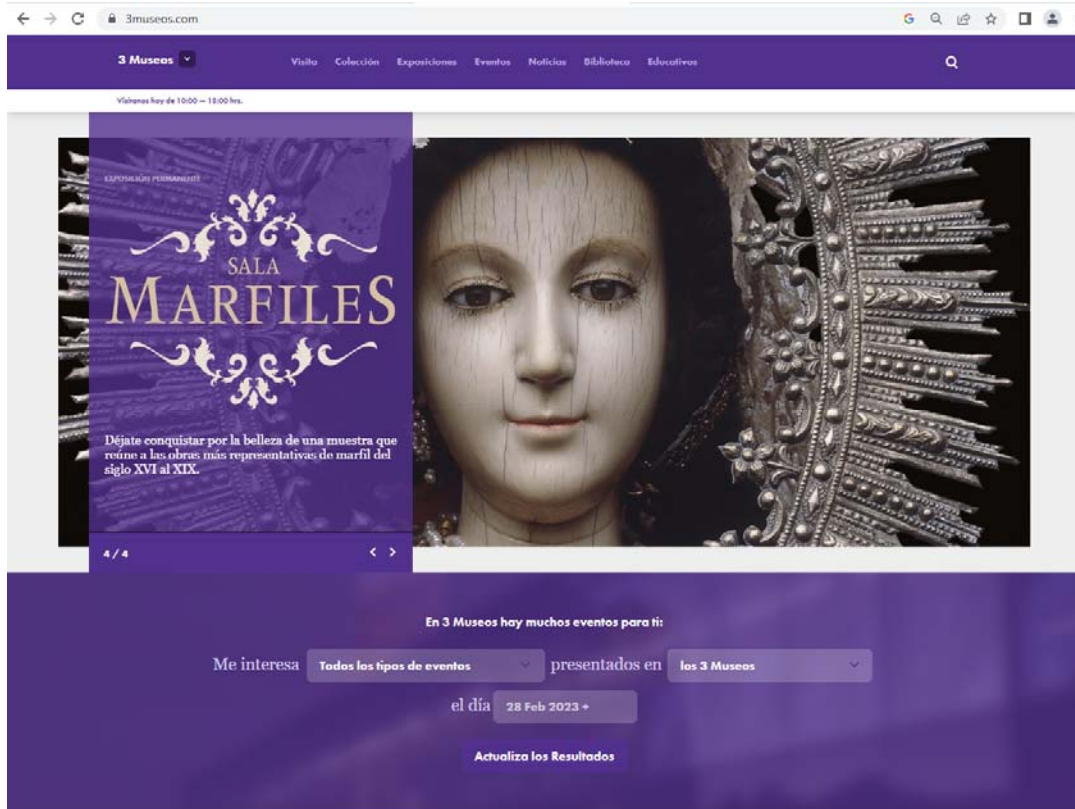 3museos.com
3 Museos
Visita Colección Exposiciones Eventos Noticias Biblioteca Educativos
Visítanos hoy de 10:00 — 18:00 hrs.
EXPOSICIÓN PERMANENTE
SALA
MARFILES
Déjate conquistar por la belleza de una muestra que
reúne a las obras más representativas de marfil del
siglo XVI al XIX.
4 / 4
En 3 Museos hay muchos eventos para ti:
Me interesa Todos los tipos de eventos presentados en los 3 Museos
el día 28 Feb 2023 +
Actualiza los Resultados